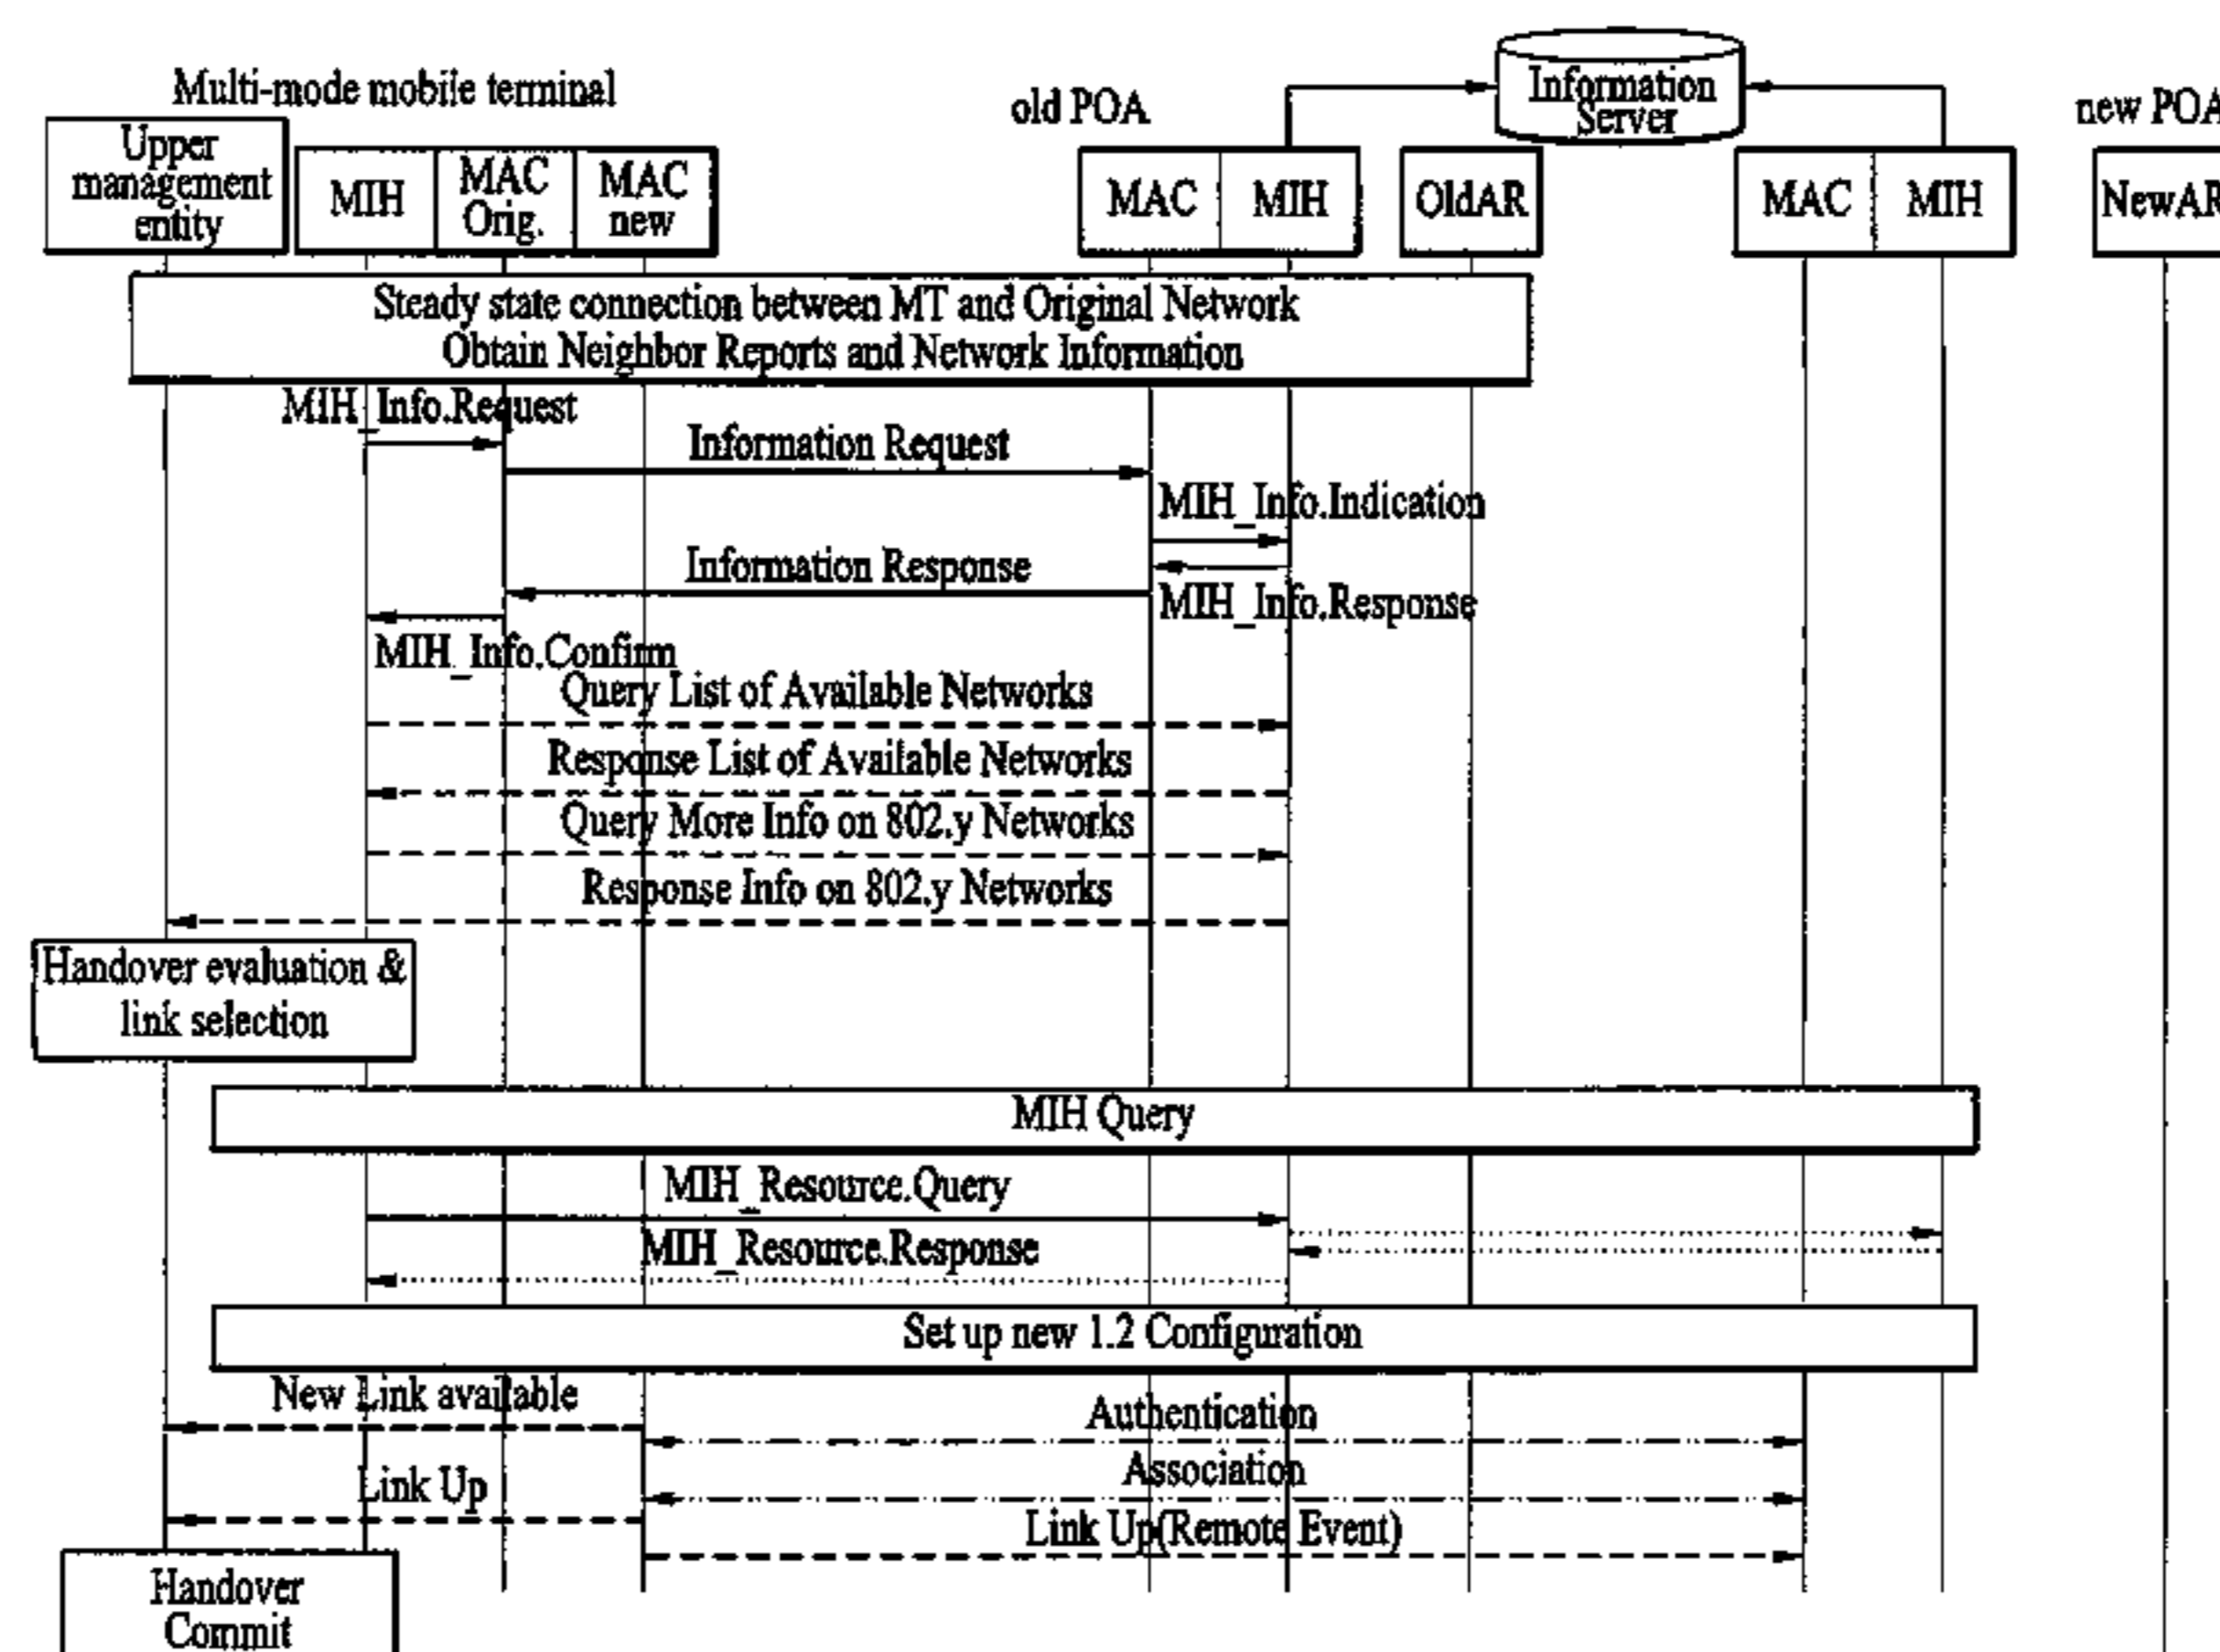 Multi-mode mobile terminal
old POA
Information
Server
new POA
Upper
management
entity
MIH
MAC
Orig.
MAC
new
MAC
MIH
OldAR
MAC
MIH
NewAR
Steady state connection between MT and Original Network
Obtain Neighbor Reports and Network Information
MIH_Info.Request
Information Request
MIH_Info.Indication
Information Response
MIH_Info.Response
MIH_Info.Confirm
Query List of Available Networks
Response List of Available Networks
Query More Info on 802.y Networks
Response Info on 802.y Networks
Handover evaluation &
link selection
MIH Query
MIH_Resource.Query
MIH_Resource.Response
Set up new 1.2 Configuration
New Link available
Authentication
Association
Link Up
Link Up(Remote Event)
Handover
Commit